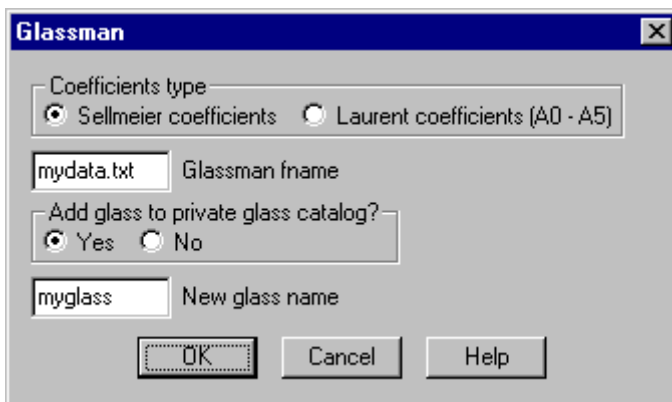 Glassman
Coefficients type
Sellmeier coefficients Laurent coefficients (A0 - A5)
mydata.txt Glassman fname
Add glass to private glass catalog?
Yes No
myglass New glass name
OK Cancel Help